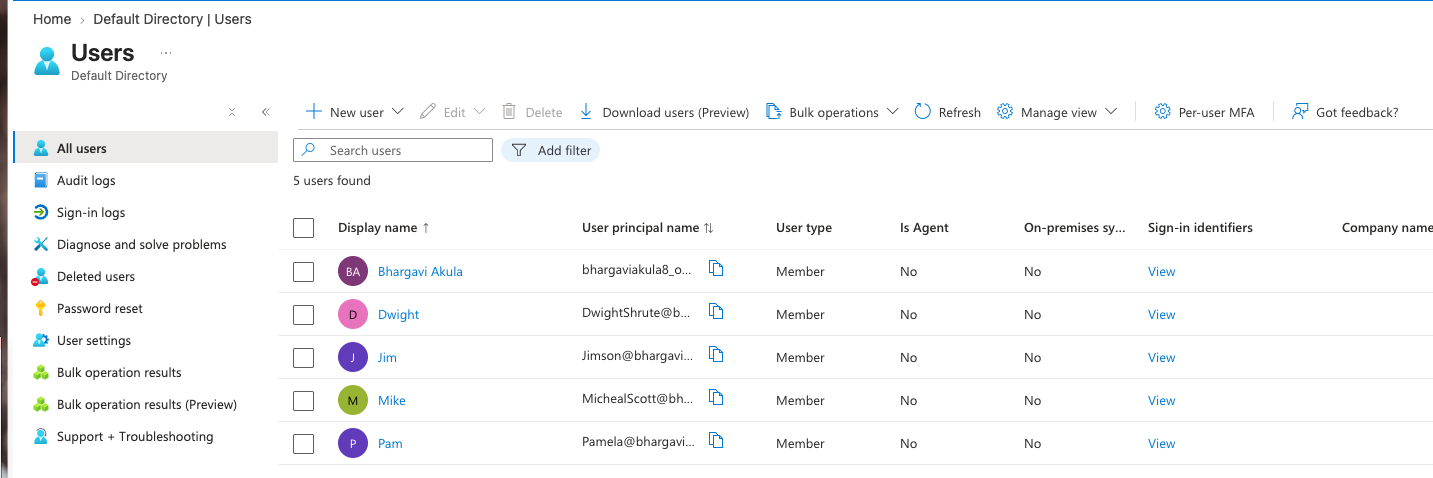 Home > Default Directory | Users
Users ...
Default Directory
New user Edit Delete Download users (Preview) Bulk operations Refresh Manage view Per-user MFA Got feedback?
All users
Audit logs
Sign-in logs
Diagnose and solve problems
Deleted users
Password reset
User settings
Bulk operation results
Bulk operation results (Preview)
Support + Troubleshooting
Search users Add filter
5 users found
Display name ↑ User principal name ↑↓ User type Is Agent On-premises sy... Sign-in identifiers Company name
BA Bhargavi Akula bhargaviakula8_o... Member No No View
D Dwight DwightShrute@b... Member No No View
J Jim Jimson@bhargavi... Member No No View
M Mike MichealScott@bh... Member No No View
P Pam Pamela@bhargavi... Member No No View